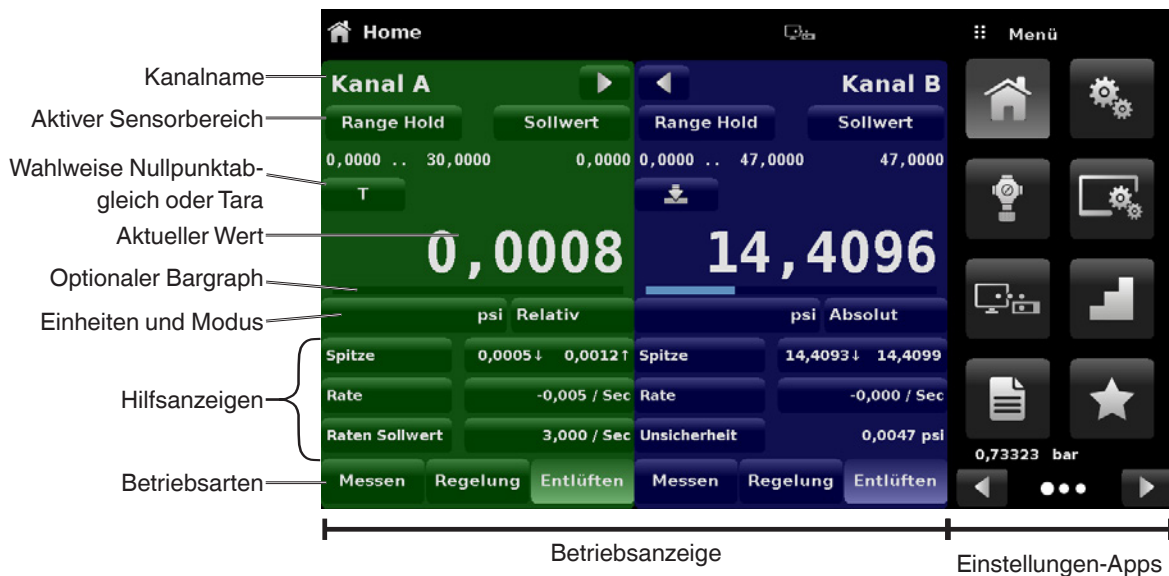 Home
Menü
Kanalname
Kanal A
Kanal B
Aktiver Sensorbereich
Range Hold
Sollwert
Range Hold
Sollwert
0,0000 .. 30,0000
0,0000
0,0000 .. 47,0000
47,0000
Wahlweise Nullpunktab-
gleich oder Tara
T
Aktueller Wert
0,0008
14,4096
Optionaler Bargraph
Einheiten und Modus
psi Relativ
psi Absolut
Hilfsanzeigen
Spitze
0,0005↓ 0,0012↑
Spitze
14,4093↓ 14,4099
Rate
-0,005 / Sec
Rate
-0,000 / Sec
Raten Sollwert
3,000 / Sec
Unsicherheit
0,0047 psi
Betriebsarten
Messen
Regelung
Entlüften
Messen
Regelung
Entlüften
0,73323 bar
Betriebsanzeige
Einstellungen-Apps